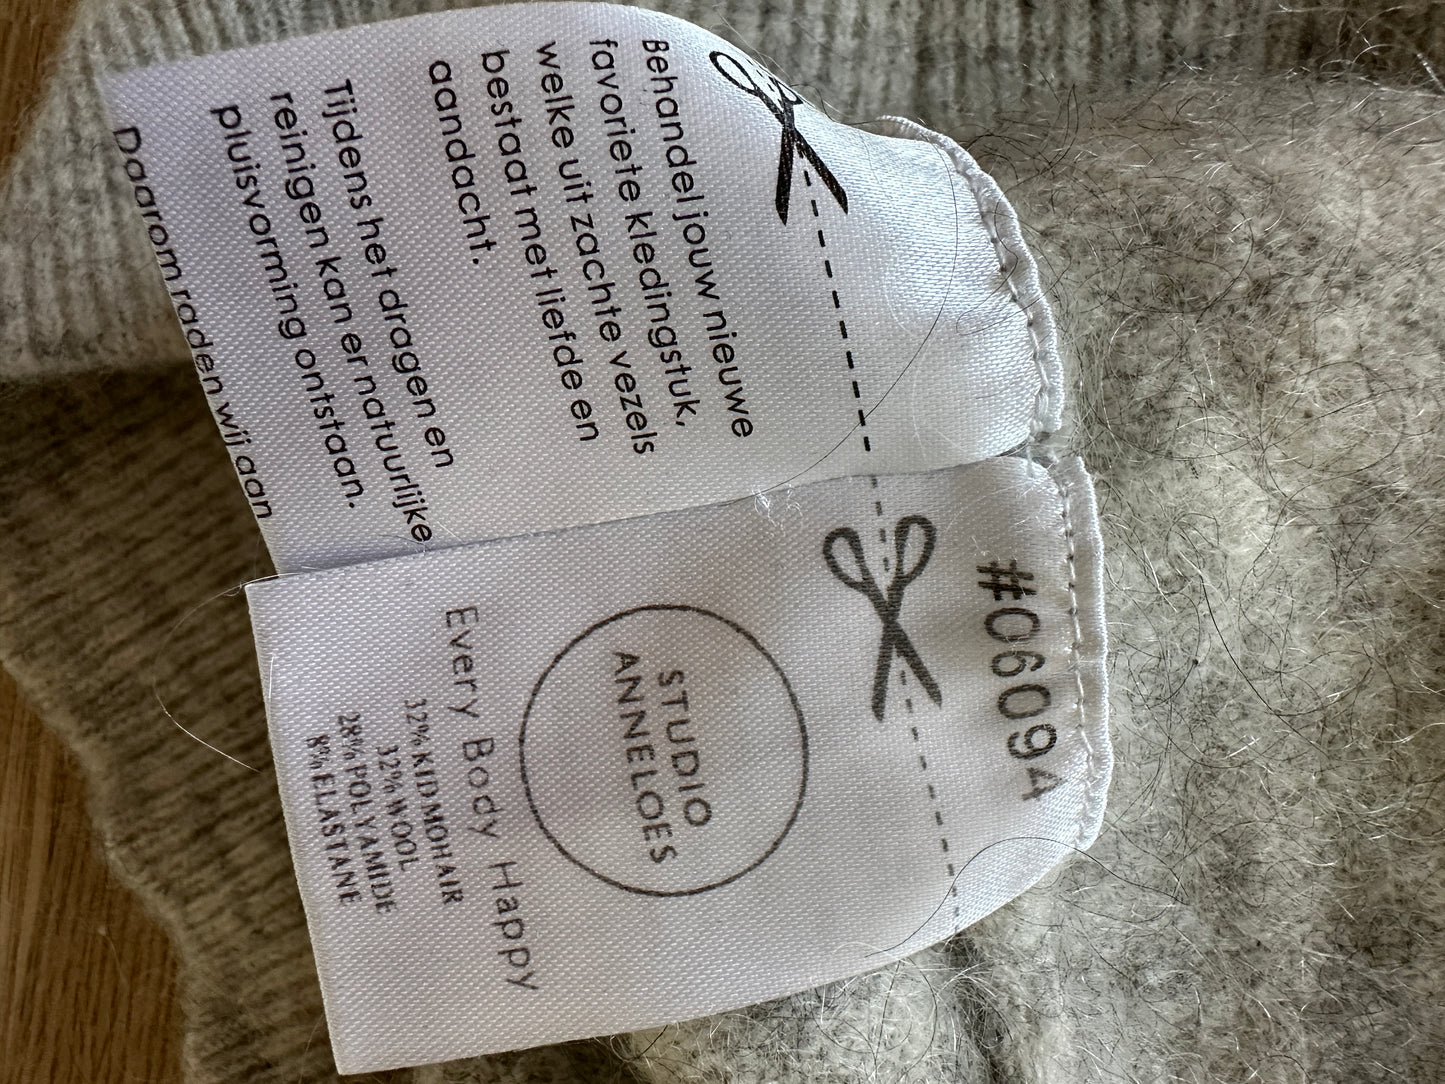 Behandel jouw nieuwe
favoriete kledingstuk,
welke uit zachte vezels
bestaat met liefde en
aandacht.
Tijdens het dragen en
reinigen kan er natuurlijke
pluisvorming ontstaan.
Daarom raden wij aan
#06094
STUDIO
ANNELOES
Every Body Happy
32% KIDMOHAIR
32% WOOL
28% POLYAMIDE
8% ELASTANE